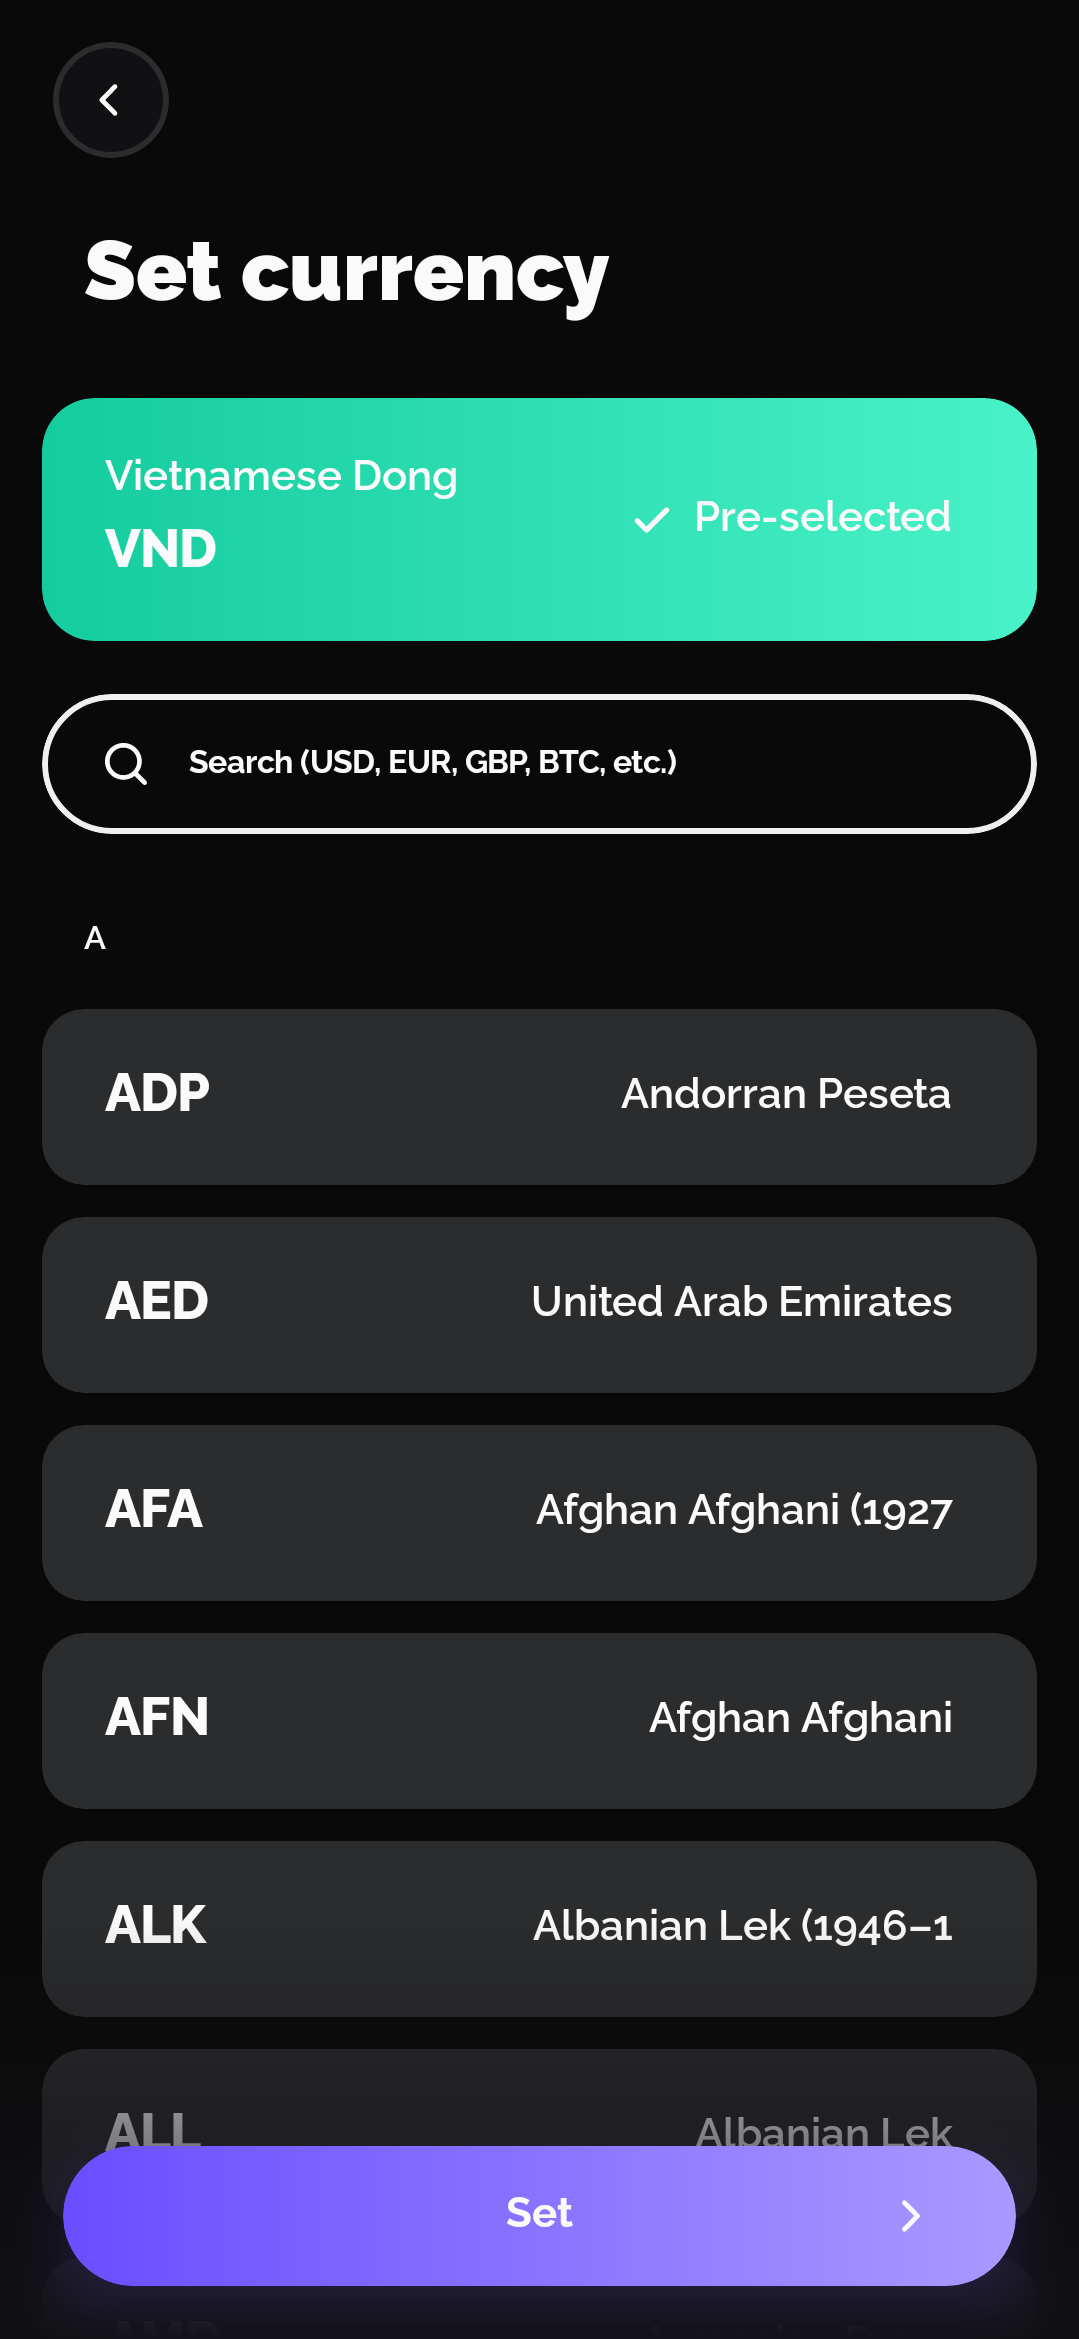 Set currency
Vietnamese Dong
VND
Pre-selected
Search (USD, EUR, GBP, BTC, etc.)
A
ADP
Andorran Peseta
AED
United Arab Emirates
AFA
Afghan Afghani (1927
AFN
Afghan Afghani
ALK
Albanian Lek (1946–1
ALL
Albanian Lek
Set